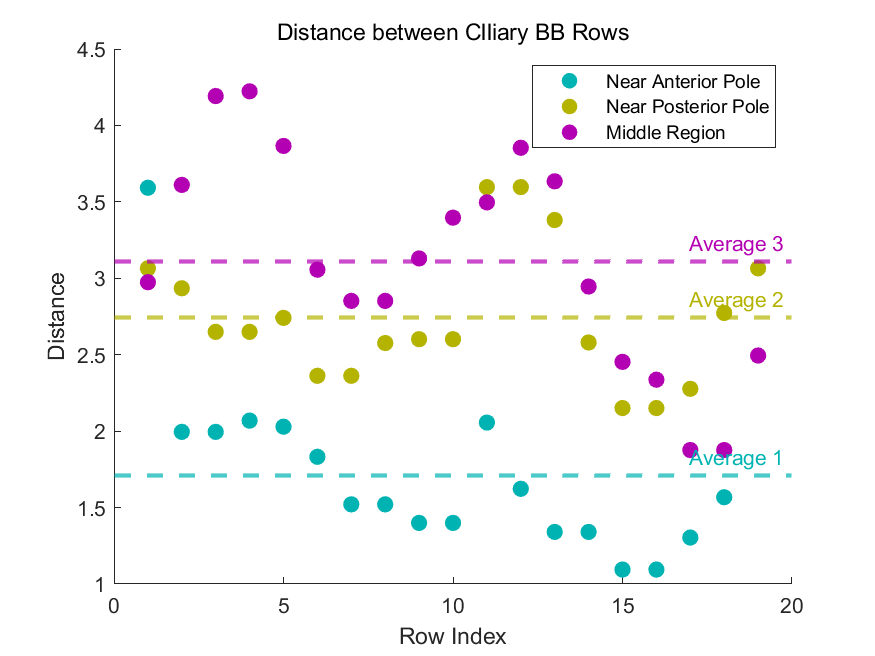 Distance between CIliary BB Rows
4.5
4
3.5
3
2.5
2
1.5
1
Distance
0
5
10
15
20
Row Index
Near Anterior Pole
Near Posterior Pole
Middle Region
Average 3
Average 2
Average 1